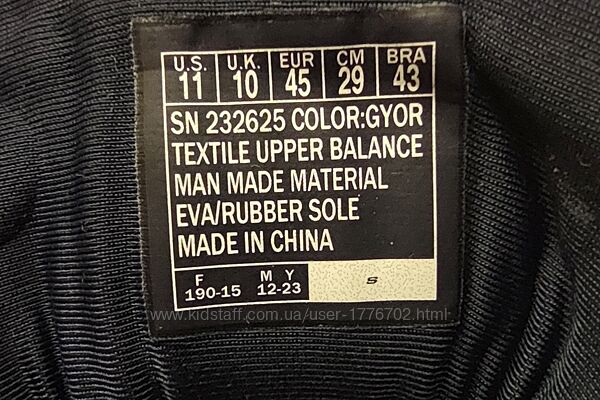 U.S. U.K. EUR CM BRA
11 10 45 29 43
SN 232625 COLOR:GYOR
TEXTILE UPPER BALANCE
MAN MADE MATERIAL
EVA/RUBBER SOLE
MADE IN CHINA
F M Y
190-15 12-23 S
www.kidstaff.com.ua/user-1776702.html